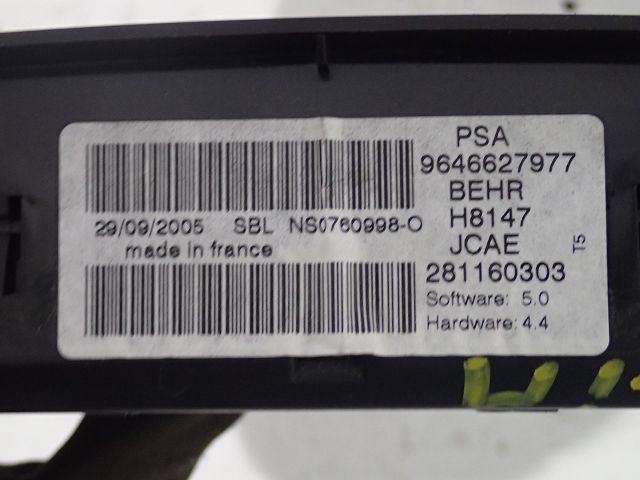 29/09/2005 SBL NS0760998-O
made in france
PSA
9646627977
BEHR
H8147
JCAE
281160303
Software: 5.0
Hardware: 4.4
T5